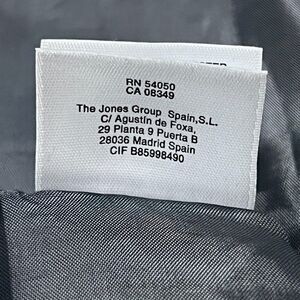 RN 54050
CA 08349
The Jones Group Spain,S.L.
C/ Agustín de Foxa,
29 Planta 9 Puerta B
28036 Madrid Spain
CIF B85998490